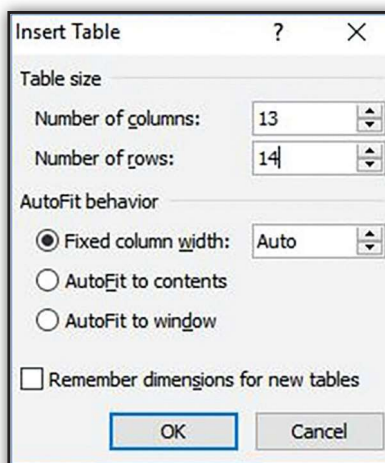 Insert Table ?
Table size
Number of columns: 13
Number of rows: 14
AutoFit behavior
Fixed column width: Auto
AutoFit to contents
AutoFit to window
Remember dimensions for new tables
OK Cancel